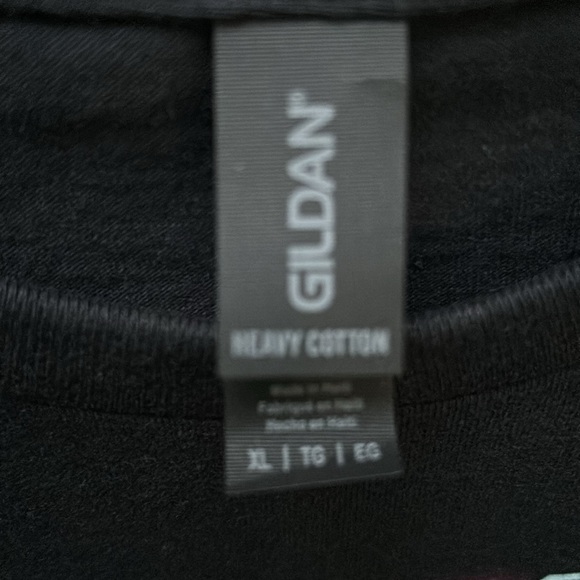 GILDAN®
HEAVY COTTON
Made in Haiti
Fabriqué en Haïti
Hecho en Haití
XL | TG | EG